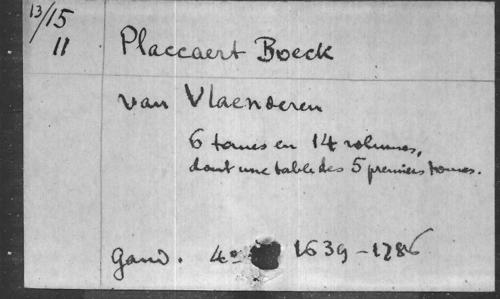 13/15
11
Placcaert Boeck
van Vlaenderen
6 tomes en 14 volumes,
dont une table des 5 premiers tomes.
Gand. 4º 1639-1786